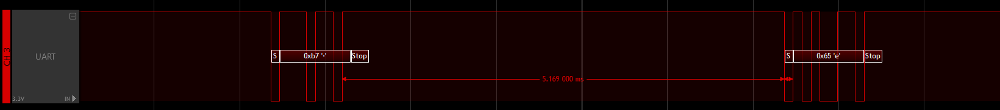 CH 3
UART
3.3V
IN
S 0xb7 '·' Stop
5.169 000 ms
S 0x65 'e' Stop